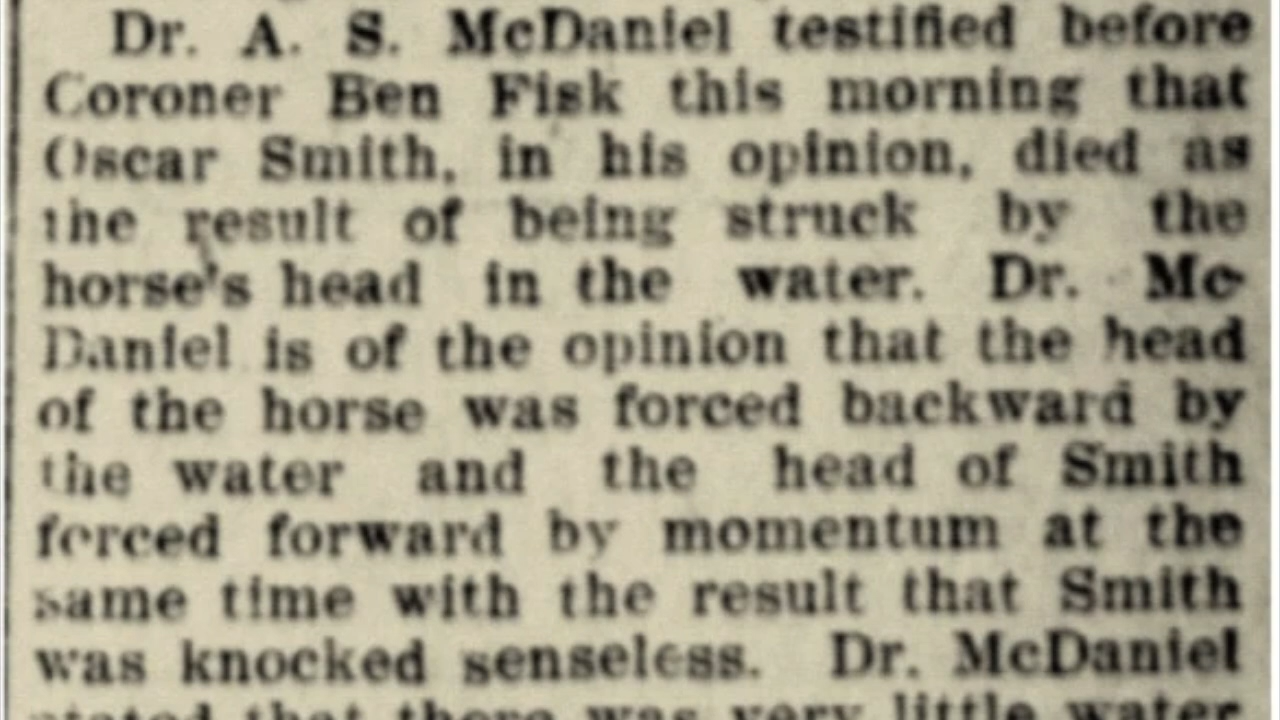 Dr. A. S. McDaniel testified before
Coroner Ben Fisk this morning that
Oscar Smith, in his opinion, died as
the result of being struck by the
horse's head in the water. Dr. Mc-
Daniel is of the opinion that the head
of the horse was forced backward by
the water and the head of Smith
forced forward by momentum at the
same time with the result that Smith
was knocked senseless. Dr. McDaniel
stated that there was very little water